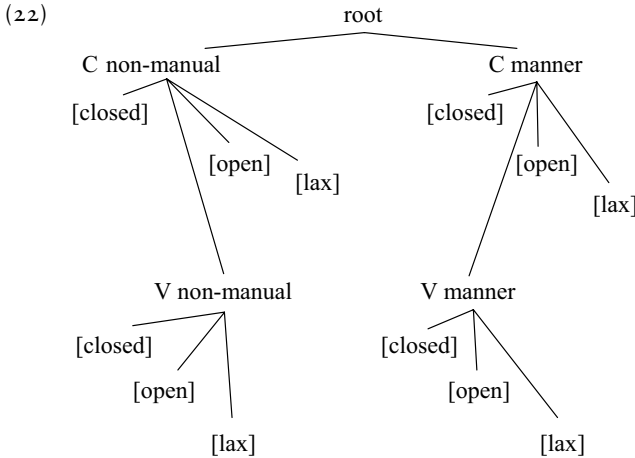 (22) root
C non-manual C manner
[closed] [closed]
[open] [open]
[lax] [lax]
V non-manual V manner
[closed] [closed]
[open] [open]
[lax] [lax]